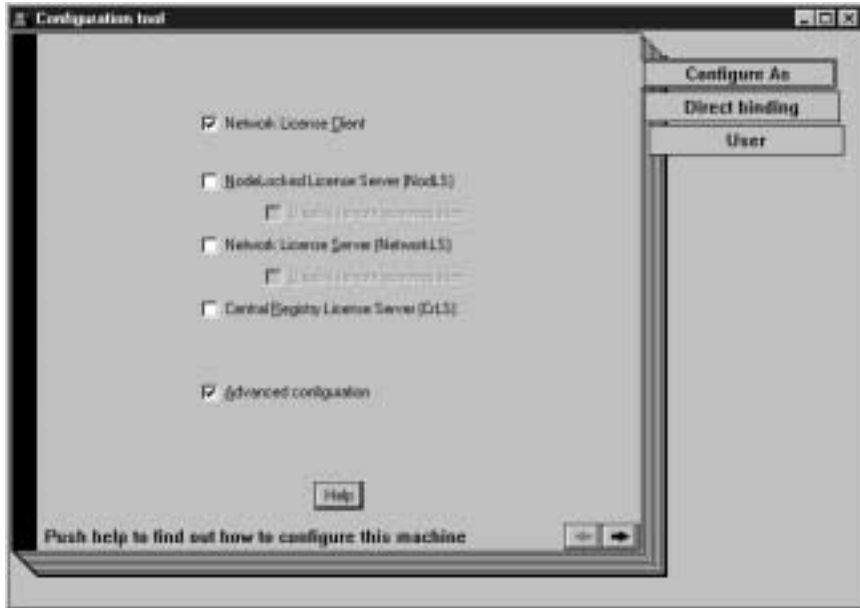 Configuration tool
Configure As
Direct binding
User
Network License Client
NodeLocked License Server (NodLS)
Network License Server (NetworkLS)
Central Registry License Server (CrLS)
Advanced configuration
Help
Push help to find out how to configure this machine